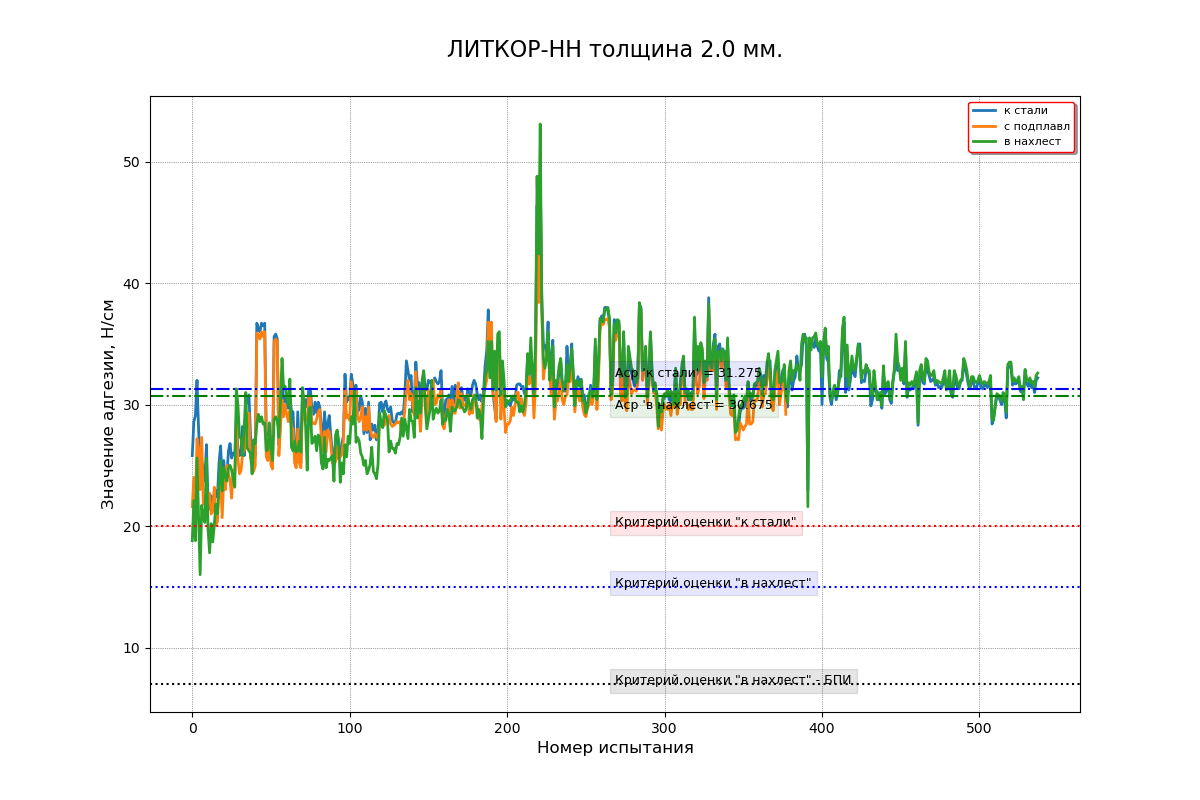 ЛИТКОР-НН толщина 2.0 мм.
к стали
с подплавл
в нахлест
50
40
30
20
10
Значение адгезии, Н/см
Aср 'к стали' = 31.275
Aср 'в нахлест'= 30.675
Критерий оценки "к стали"
Критерий оценки "в нахлест"
Критерий оценки "в нахлест" - БПИ
0 100 200 300 400 500
Номер испытания